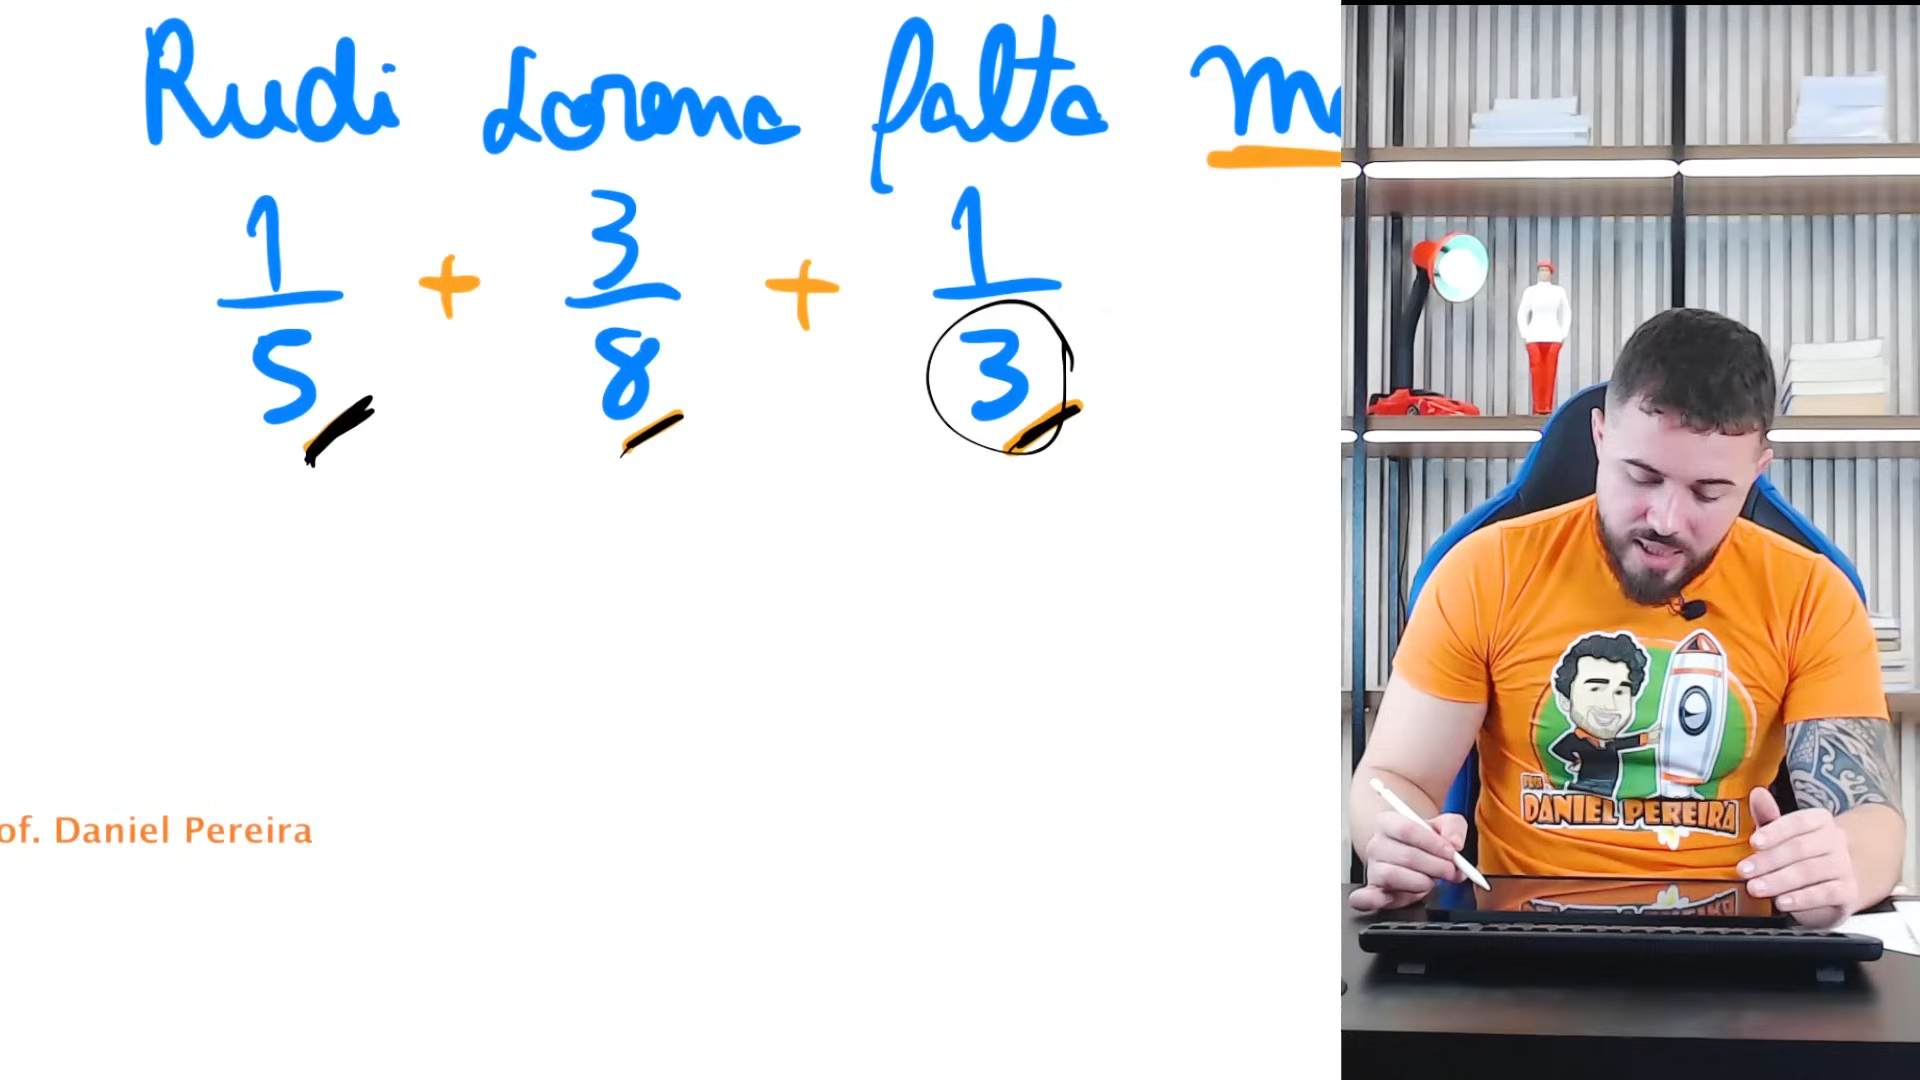 Rudi Lorena falta
1/5 + 3/8 + 1/3
of. Daniel Pereira
DANIEL PEREIRA